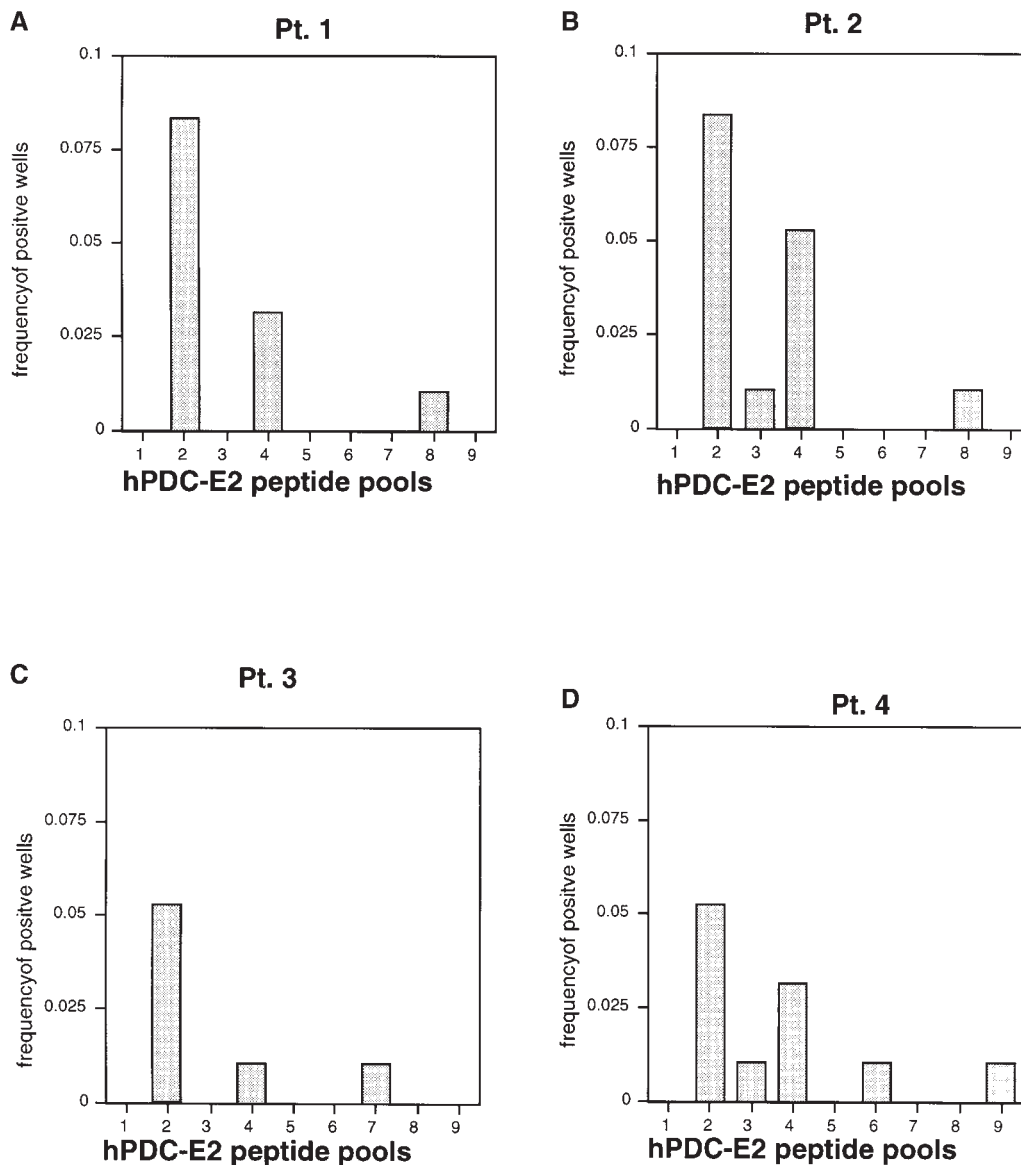 A
Pt. 1
0.1
0.075
0.05
0.025
0
frequencyof positve wells
1 2 3 4 5 6 7 8 9
hPDC-E2 peptide pools
B
Pt. 2
0.1
0.075
0.05
0.025
0
frequencyof positve wells
1 2 3 4 5 6 7 8 9
hPDC-E2 peptide pools
C
Pt. 3
0.1
0.075
0.05
0.025
0
frequencyof positve wells
1 2 3 4 5 6 7 8 9
hPDC-E2 peptide pools
D
Pt. 4
0.1
0.075
0.05
0.025
0
frequencyof positve wells
1 2 3 4 5 6 7 8 9
hPDC-E2 peptide pools